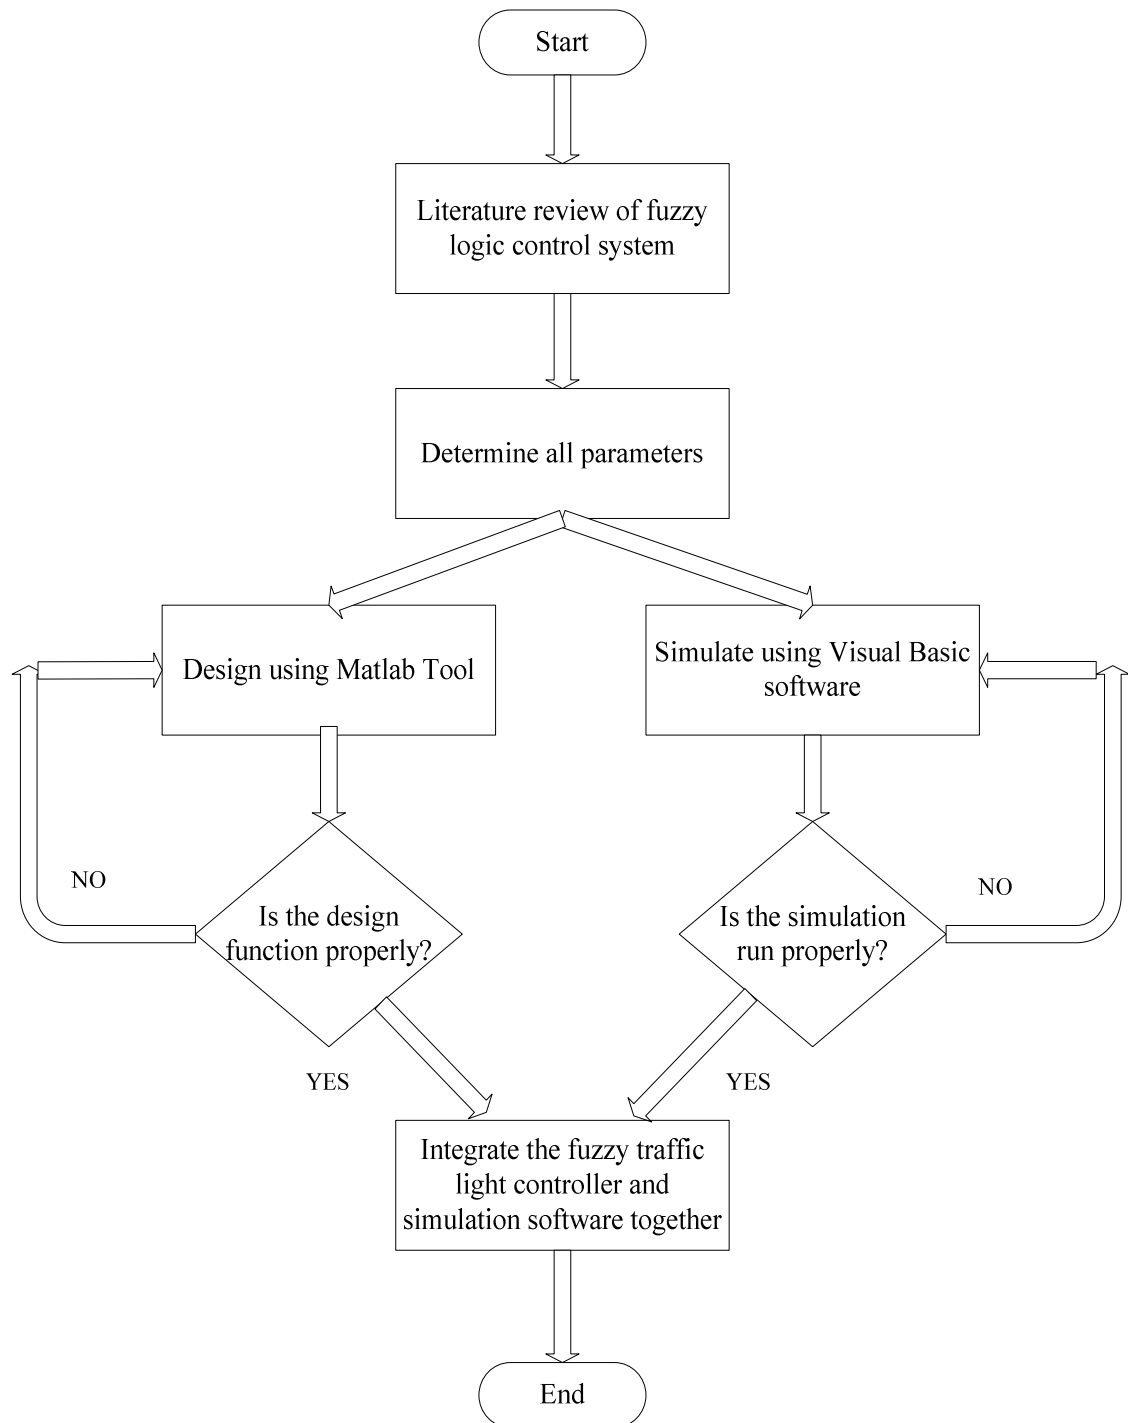 Start
Literature review of fuzzy
logic control system
Determine all parameters
Design using Matlab Tool
Simulate using Visual Basic
software
NO
NO
Is the design
function properly?
Is the simulation
run properly?
YES
YES
Integrate the fuzzy traffic
light controller and
simulation software together
End